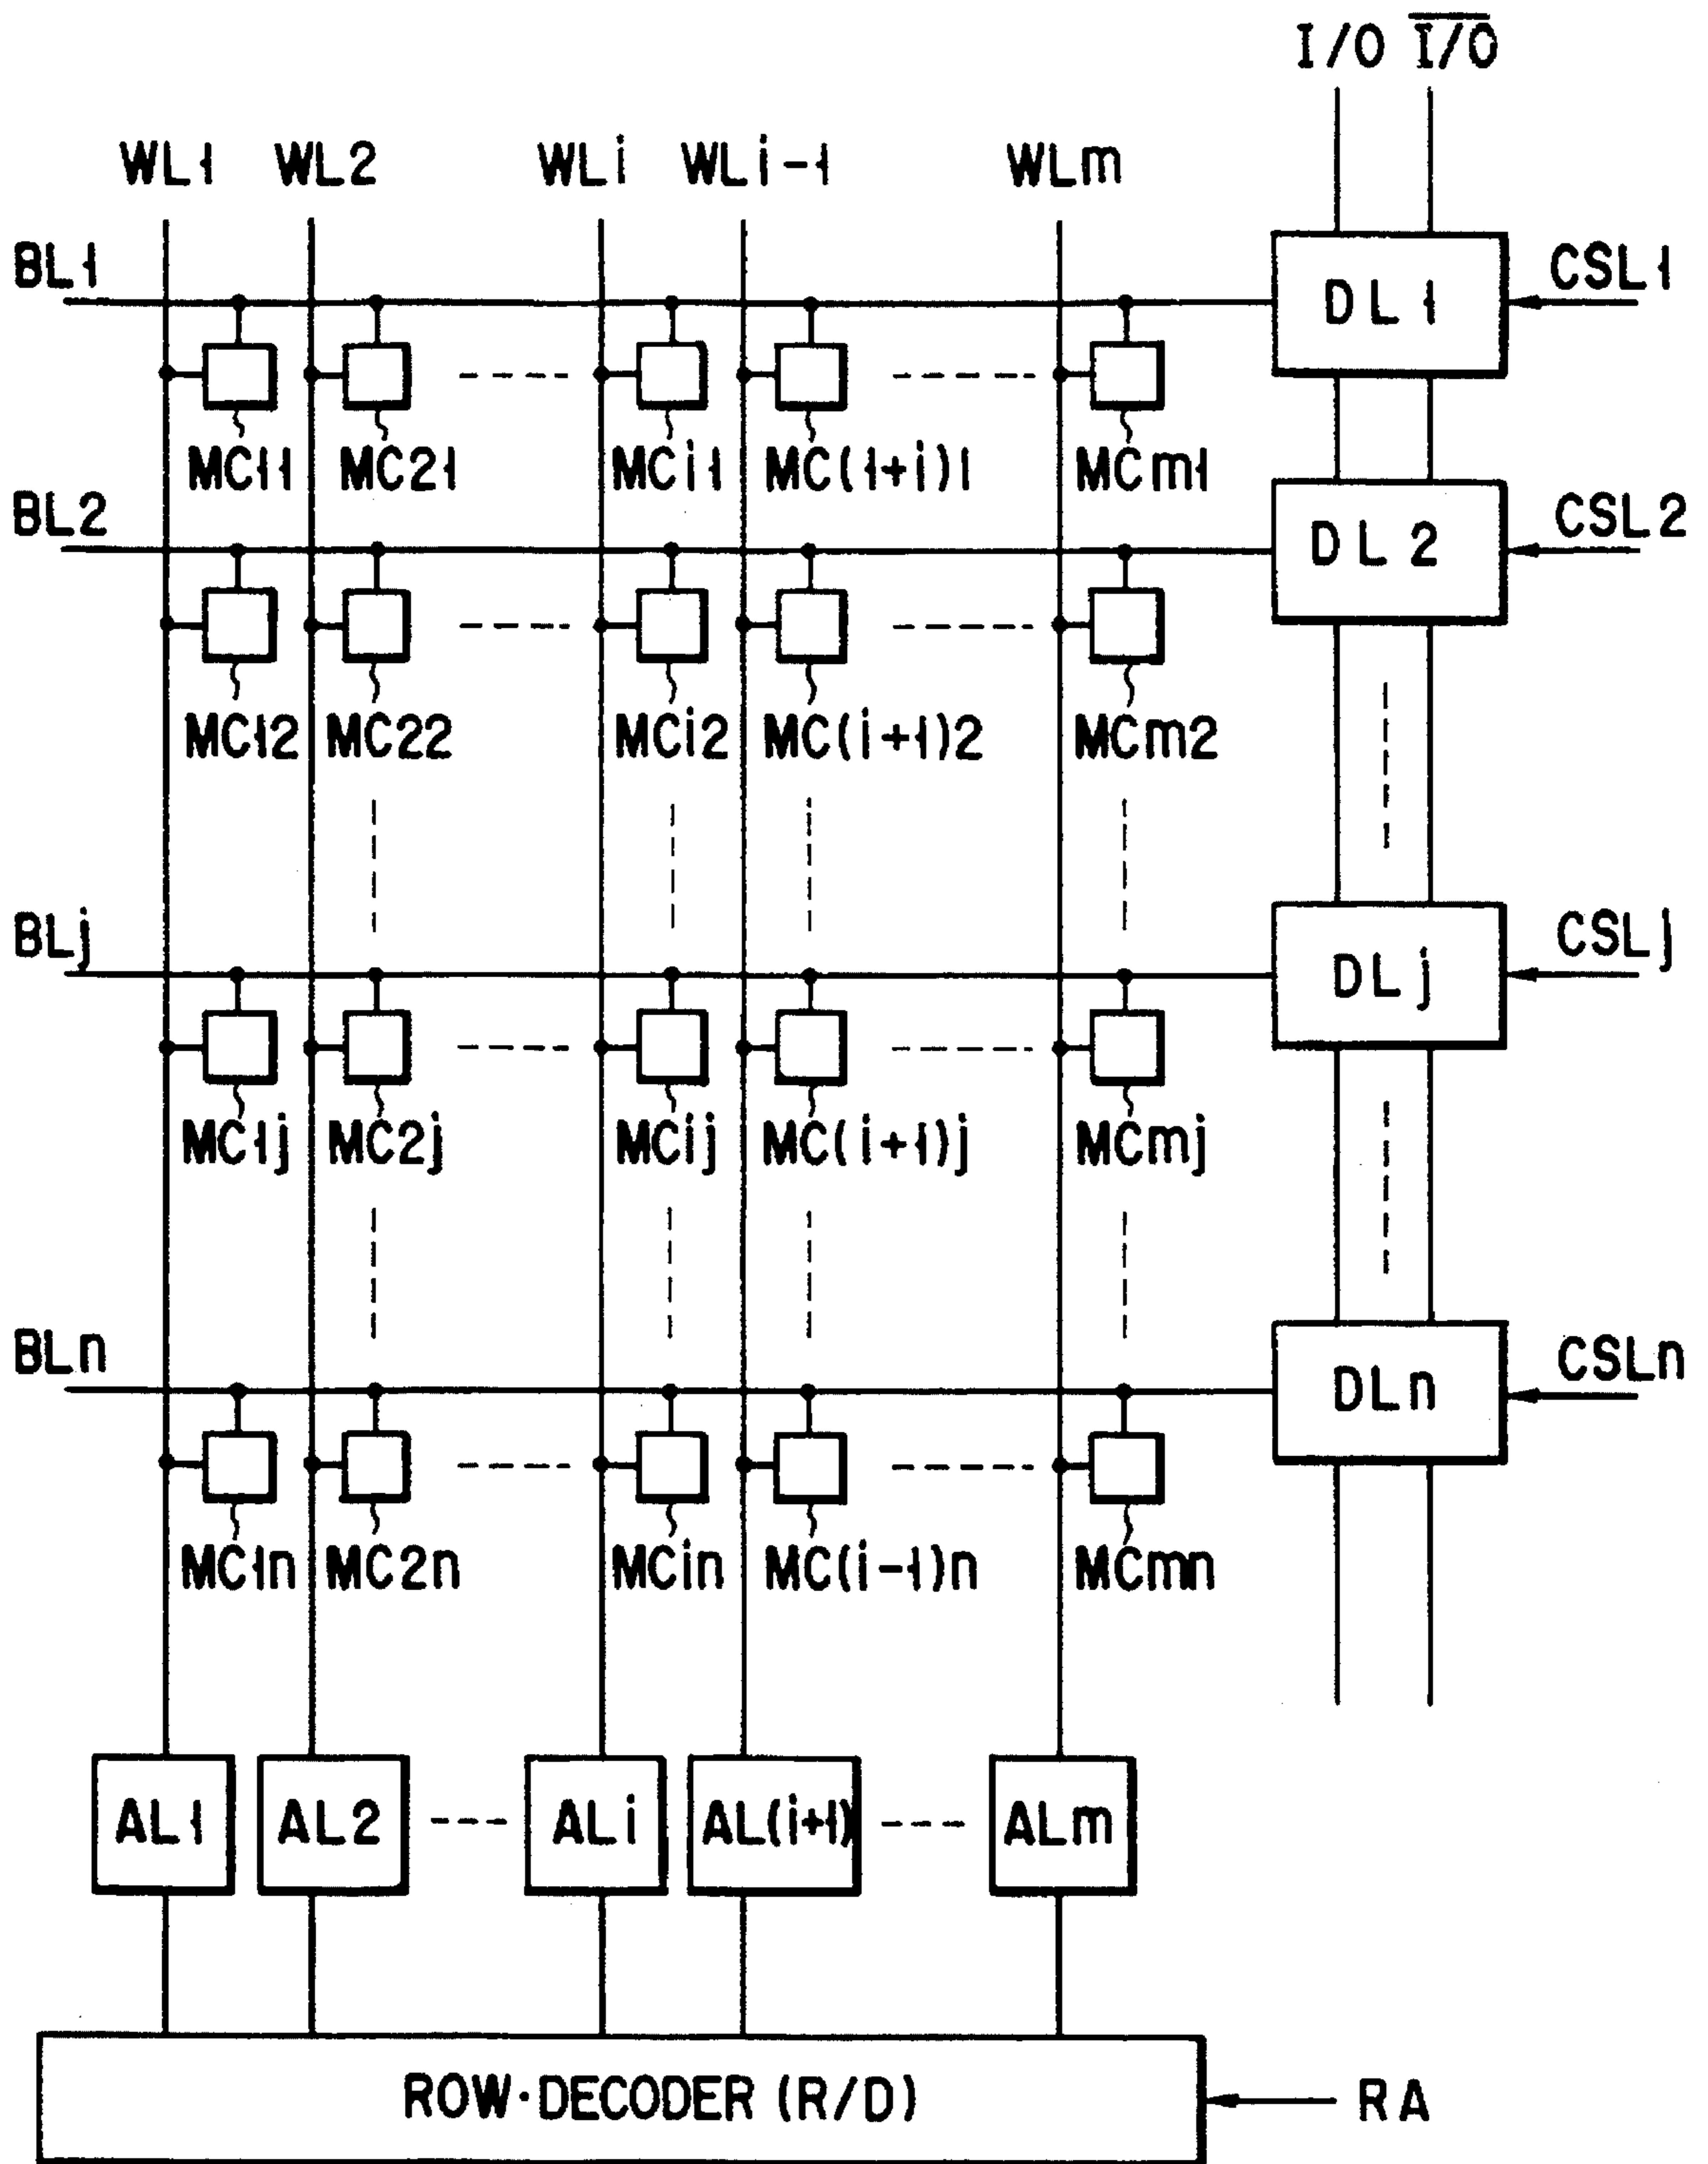 I/O I/O
WL1 WL2 WLi WLi-1 WLm
BL1 DL1 CSL1
MC11 MC21 MCi1 MC(1+i)1 MCm1
BL2 DL2 CSL2
MC12 MC22 MCi2 MC(i+1)2 MCm2
BLj DLj CSLj
MC1j MC2j MCij MC(i+1)j MCmj
BLn DLn CSLn
MC1n MC2n MCin MC(i-1)n MCmn
AL1 AL2 ALi AL(i+1) ALm
ROW·DECODER (R/D) RA